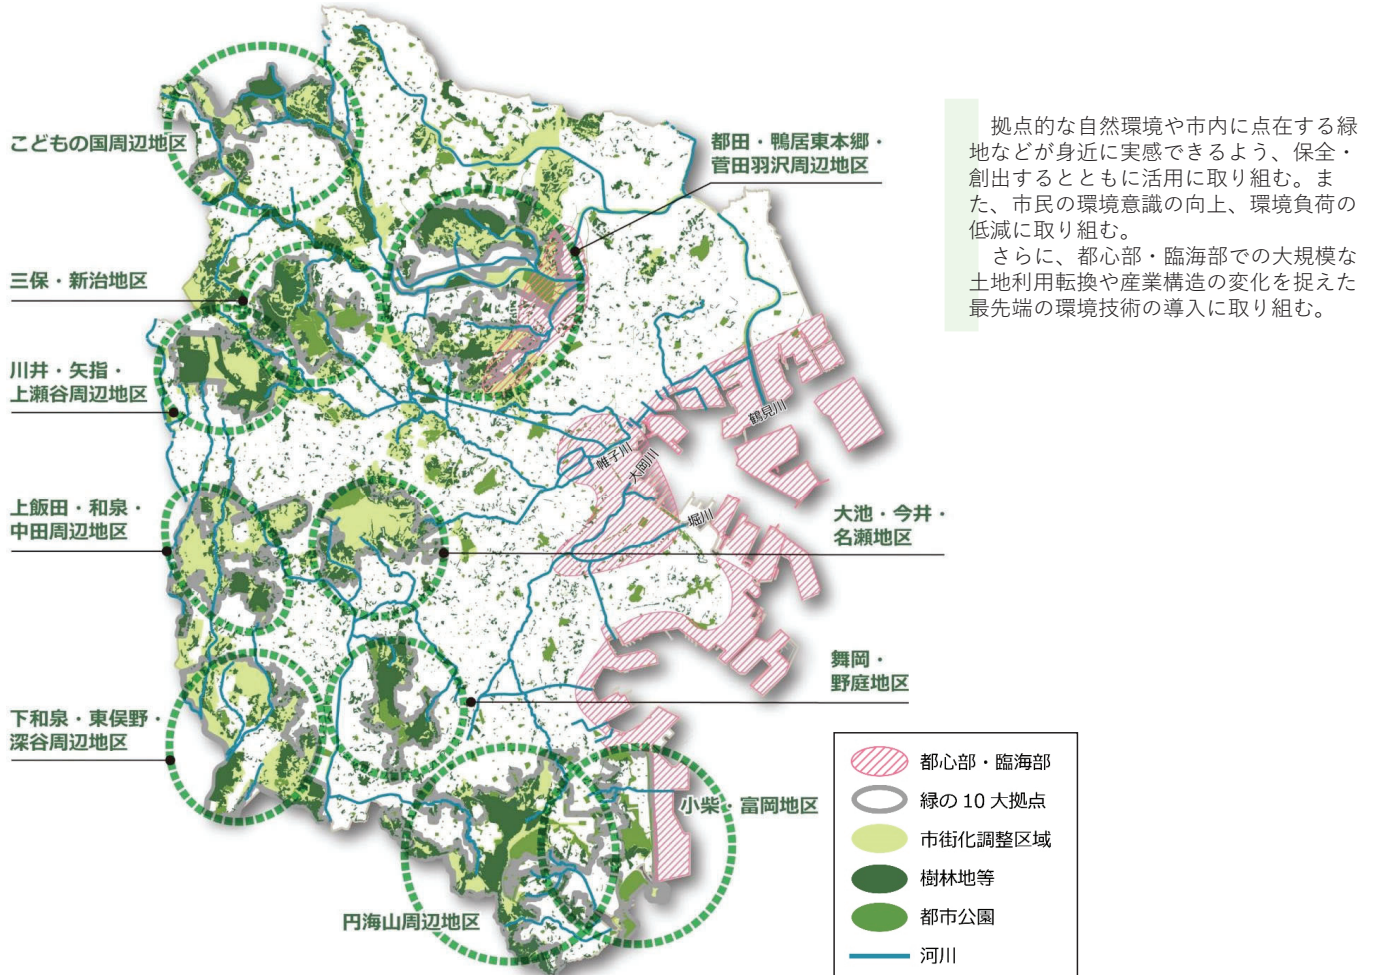 こどもの国周辺地区
都田・鴨居東本郷・
菅田羽沢周辺地区
三保・新治地区
川井・矢指・
上瀬谷周辺地区
上飯田・和泉・
中田周辺地区
下和泉・東俣野・
深谷周辺地区
鶴見川
帷子川
大岡川
堀川
大池・今井・
名瀬地区
舞岡・
野庭地区
小柴・富岡地区
円海山周辺地区
拠点的な自然環境や市内に点在する緑
地などが身近に実感できるよう、保全・
創出するとともに活用に取り組む。ま
た、市民の環境意識の向上、環境負荷の
低減に取り組む。
さらに、都心部・臨海部での大規模な
土地利用転換や産業構造の変化を捉えた
最先端の環境技術の導入に取り組む。
都心部・臨海部
緑の 10 大拠点
市街化調整区域
樹林地等
都市公園
河川